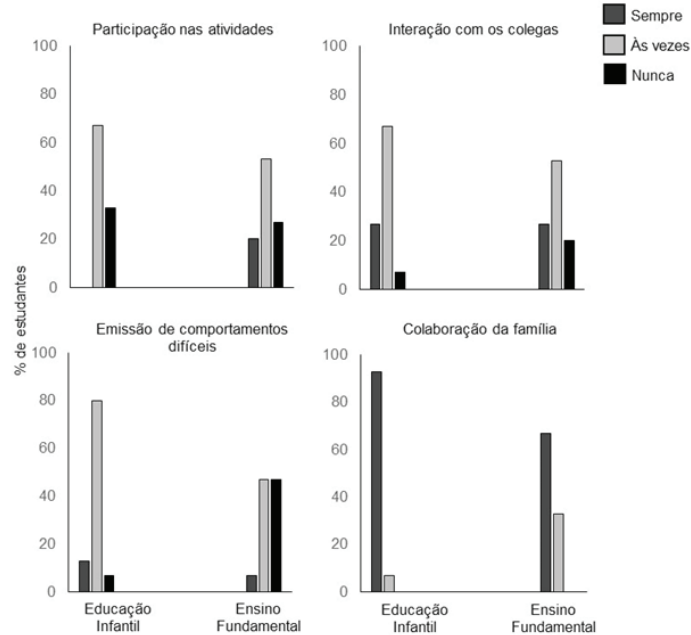 Sempre
Às vezes
Nunca
Participação nas atividades
Interação com os colegas
100
80
60
40
20
0
100
80
60
40
20
0
% de estudantes
Emissão de comportamentos
difíceis
Colaboração da família
100
80
60
40
20
0
100
80
60
40
20
0
Educação
Infantil
Ensino
Fundamental
Educação
Infantil
Ensino
Fundamental